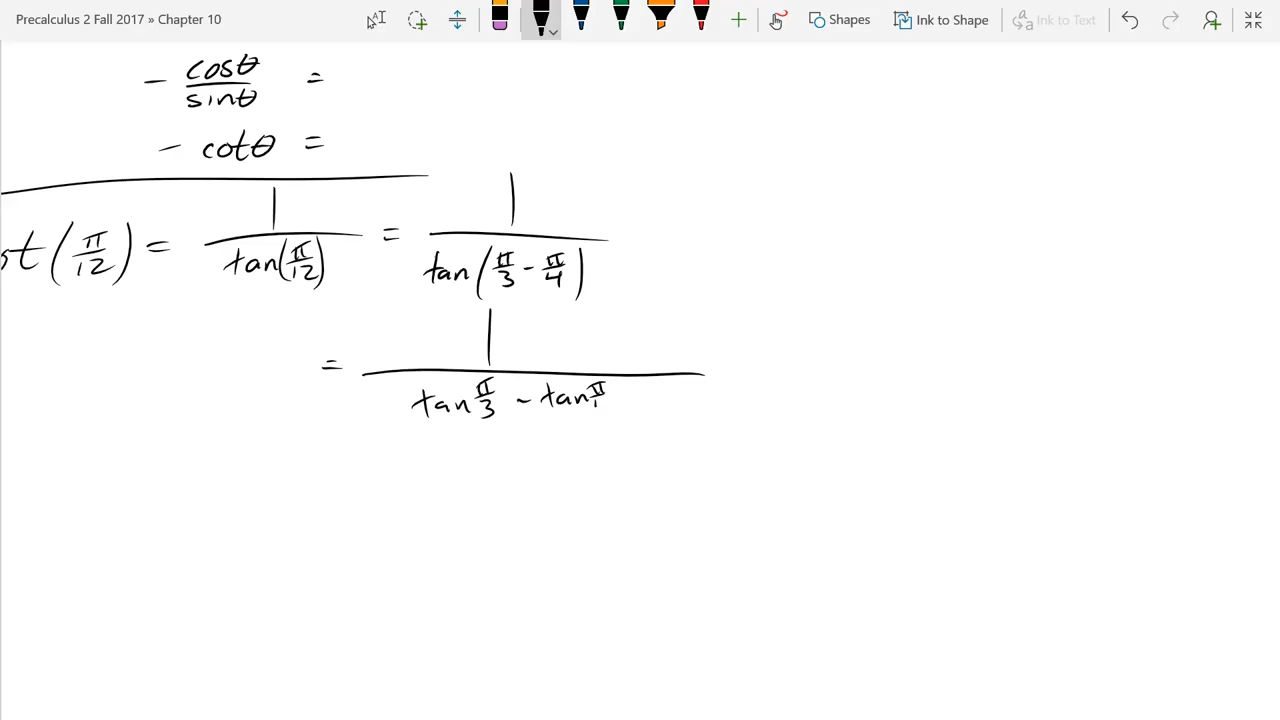 Precalculus 2 Fall 2017 » Chapter 10 Shapes Ink to Shape Ink to Text
- cosθ/sinθ =
- cotθ =
ot(π/12) = 1/tan(π/12) = 1/tan(π/3 - π/4)
= 1/tan π/3 - tan π